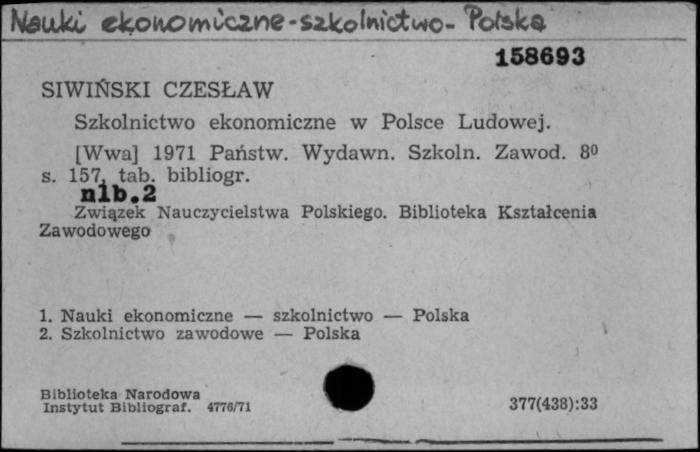 Nauki ekonomiczne-szkolnictwo-Polska
158693
SIWIŃSKI CZESŁAW
Szkolnictwo ekonomiczne w Polsce Ludowej.
[Wwa] 1971 Państw. Wydawn. Szkoln. Zawod. 8⁰
s. 157, tab. bibliogr.
nlb.2
Związek Nauczycielstwa Polskiego. Biblioteka Kształcenia
Zawodowego
1. Nauki ekonomiczne — szkolnictwo — Polska
2. Szkolnictwo zawodowe — Polska
Biblioteka Narodowa
Instytut Bibliograf. 4776/71
377(438):33